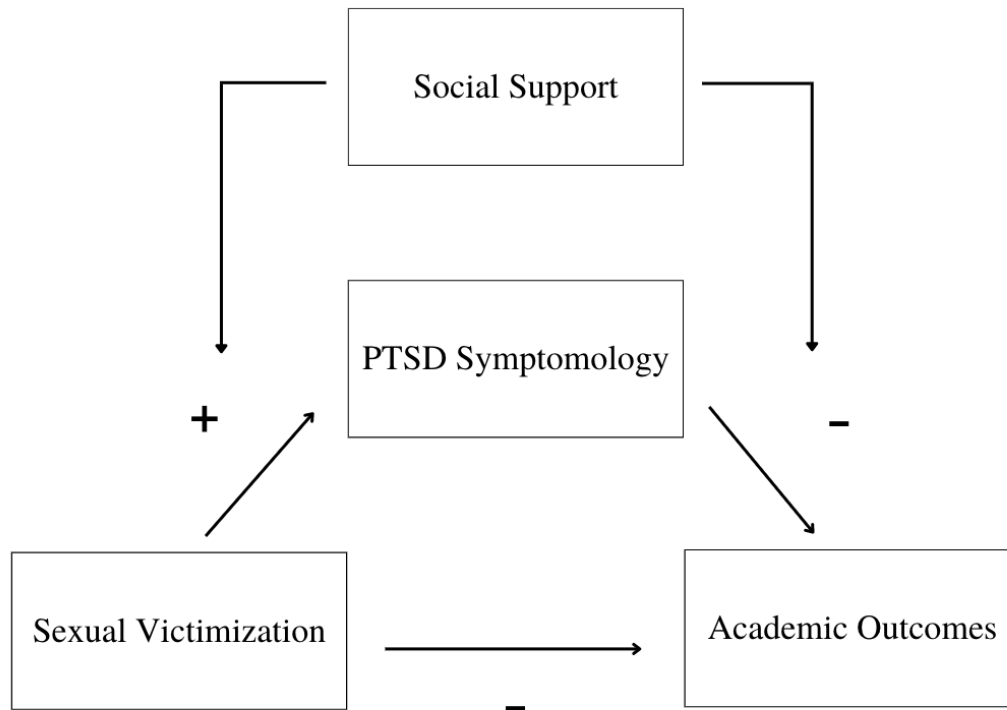 Social Support
PTSD Symptomology
+
-
Sexual Victimization
Academic Outcomes
-